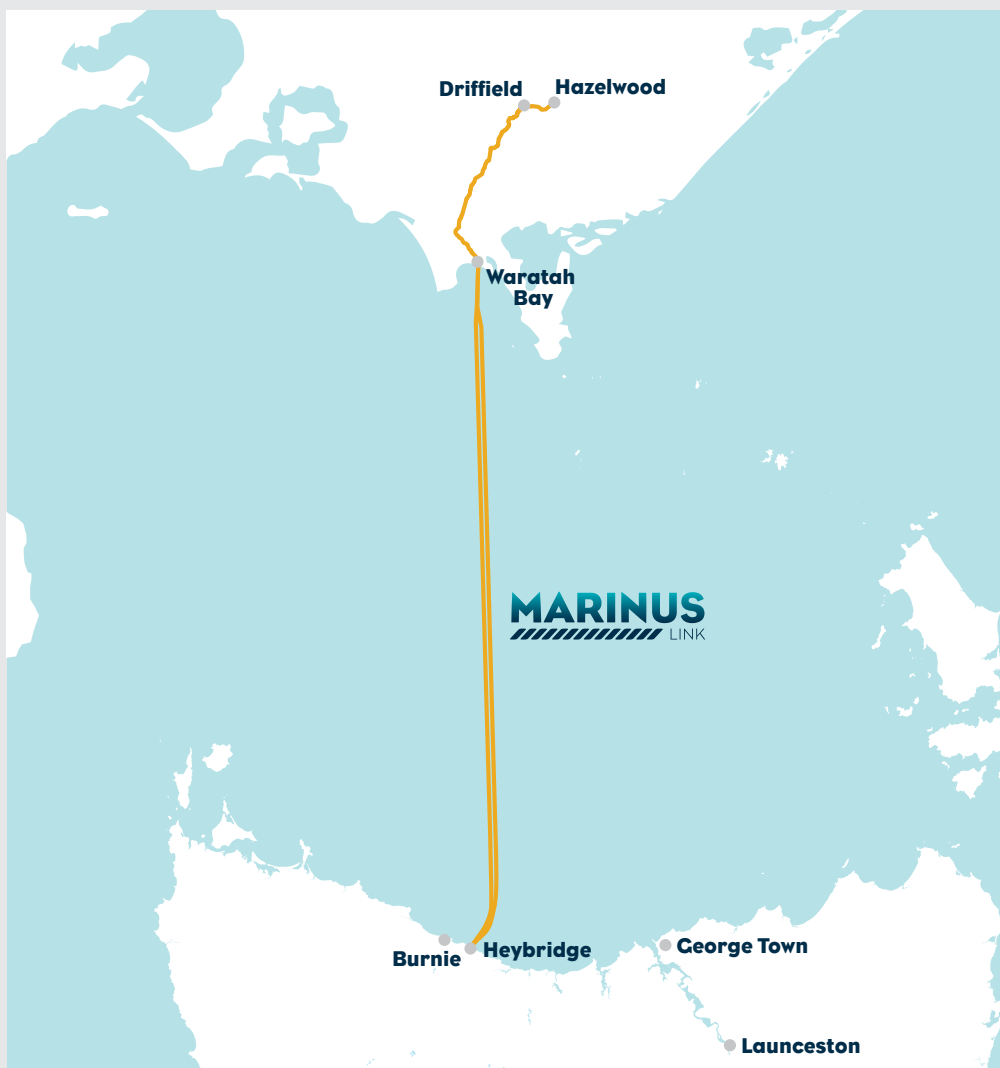 Driffield
Hazelwood
Waratah
Bay
MARINUS
LINK
Burnie
Heybridge
George Town
Launceston